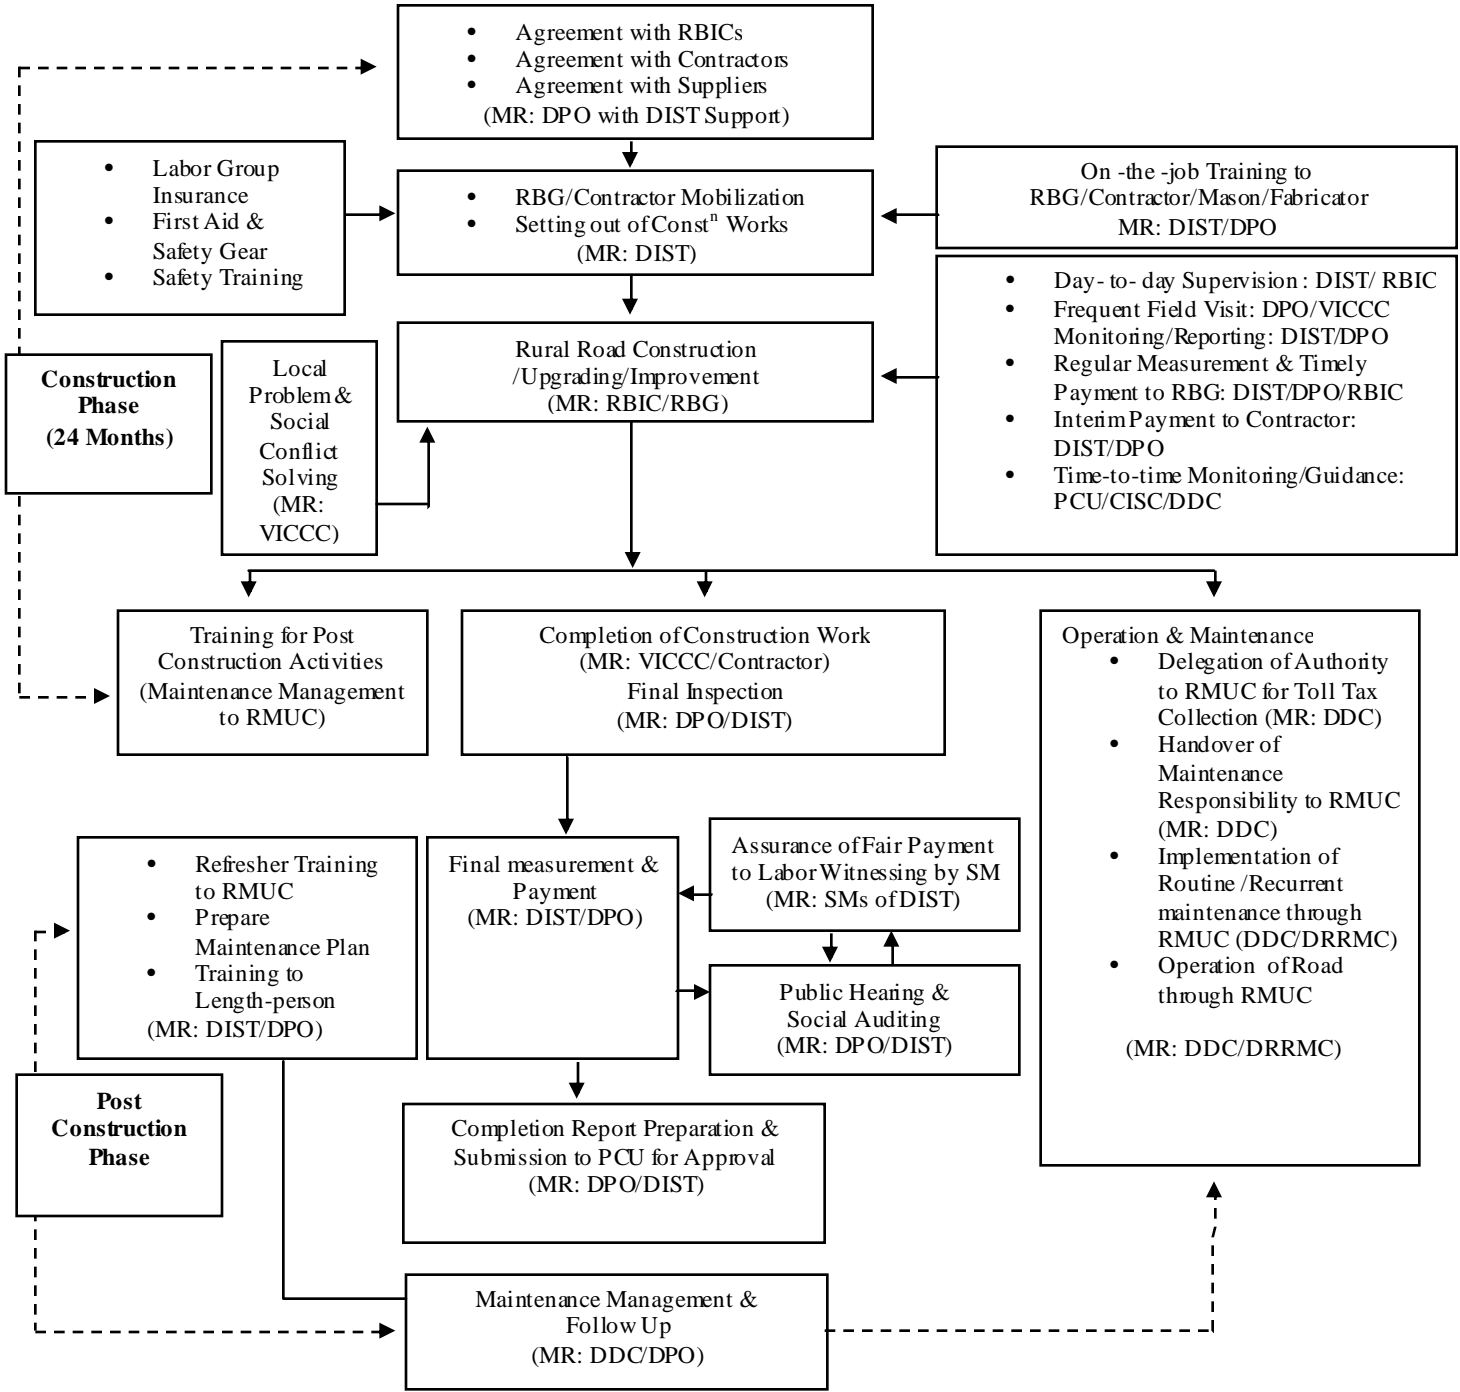 • Agreement with RBICs
• Agreement with Contractors
• Agreement with Suppliers
(MR: DPO with DIST Support)
• Labor Group
Insurance
• First Aid &
Safety Gear
• Safety Training
• RBG/Contractor Mobilization
• Setting out of Constⁿ Works
(MR: DIST)
On -the -job Training to
RBG/Contractor/Mason/Fabricator
MR: DIST/DPO
• Day- to- day Supervision : DIST/ RBIC
• Frequent Field Visit: DPO/VICCC
Monitoring/Reporting: DIST/DPO
• Regular Measurement & Timely
Payment to RBG: DIST/DPO/RBIC
• Interim Payment to Contractor:
DIST/DPO
• Time-to-time Monitoring/Guidance:
PCU/CISC/DDC
Construction
Phase
(24 Months)
Local
Problem &
Social
Conflict
Solving
(MR:
VICCC)
Rural Road Construction
/Upgrading/Improvement
(MR: RBIC/RBG)
Training for Post
Construction Activities
(Maintenance Management
to RMUC)
Completion of Construction Work
(MR: VICCC/Contractor)
Final Inspection
(MR: DPO/DIST)
Operation & Maintenance
• Delegation of Authority
to RMUC for Toll Tax
Collection (MR: DDC)
• Handover of
Maintenance
Responsibility to RMUC
(MR: DDC)
• Implementation of
Routine /Recurrent
maintenance through
RMUC (DDC/DRRMC)
• Operation of Road
through RMUC
(MR: DDC/DRRMC)
• Refresher Training
to RMUC
• Prepare
Maintenance Plan
• Training to
Length-person
(MR: DIST/DPO)
Final measurement &
Payment
(MR: DIST/DPO)
Assurance of Fair Payment
to Labor Witnessing by SM
(MR: SMs of DIST)
Public Hearing &
Social Auditing
(MR: DPO/DIST)
Post
Construction
Phase
Completion Report Preparation &
Submission to PCU for Approval
(MR: DPO/DIST)
Maintenance Management &
Follow Up
(MR: DDC/DPO)